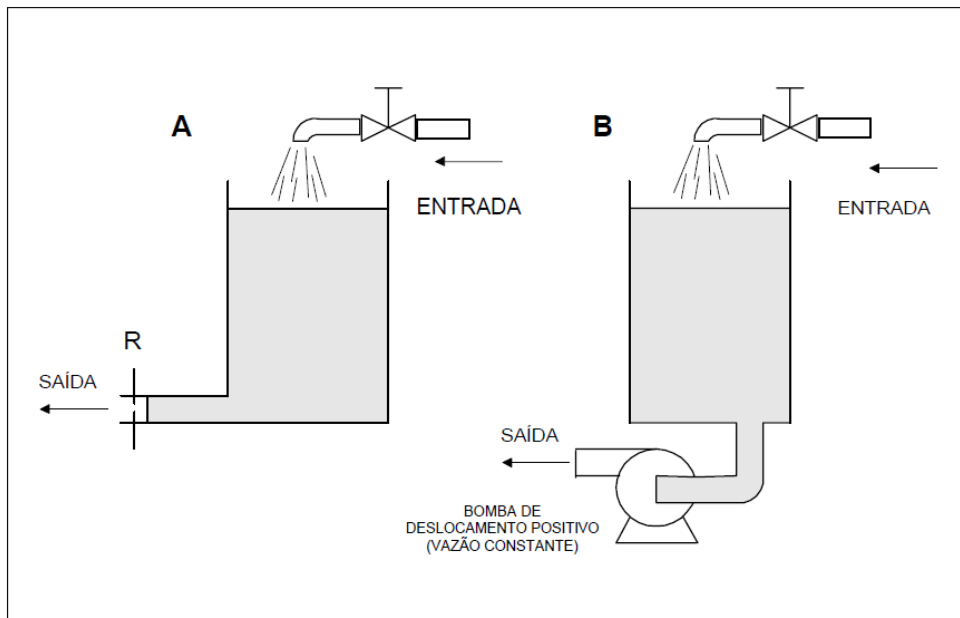 A
ENTRADA
R
SAÍDA
B
ENTRADA
SAÍDA
BOMBA DE
DESLOCAMENTO POSITIVO
(VAZÃO CONSTANTE)